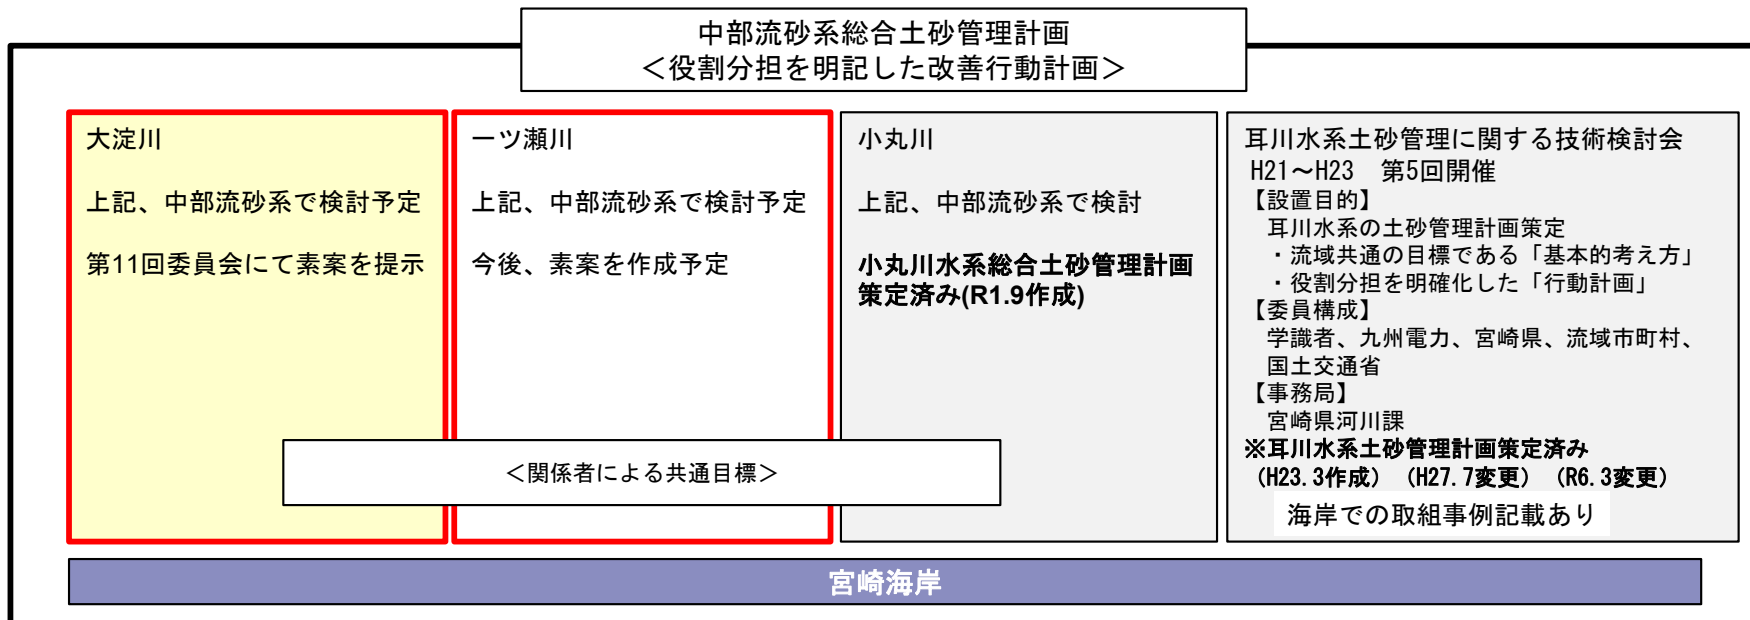 中部流砂系総合土砂管理計画
＜役割分担を明記した改善行動計画＞
大淀川
上記、中部流砂系で検討予定
第11回委員会にて素案を提示
一ツ瀬川
上記、中部流砂系で検討予定
今後、素案を作成予定
小丸川
上記、中部流砂系で検討
小丸川水系総合土砂管理計画
策定済み(R1.9作成)
耳川水系土砂管理に関する技術検討会
H21～H23　第5回開催
【設置目的】
耳川水系の土砂管理計画策定
・流域共通の目標である「基本的考え方」
・役割分担を明確化した「行動計画」
【委員構成】
学識者、九州電力、宮崎県、流域市町村、
国土交通省
【事務局】
宮崎県河川課
※耳川水系土砂管理計画策定済み
（H23.3作成）（H27.7変更）（R6.3変更）
海岸での取組事例記載あり
＜関係者による共通目標＞
宮崎海岸